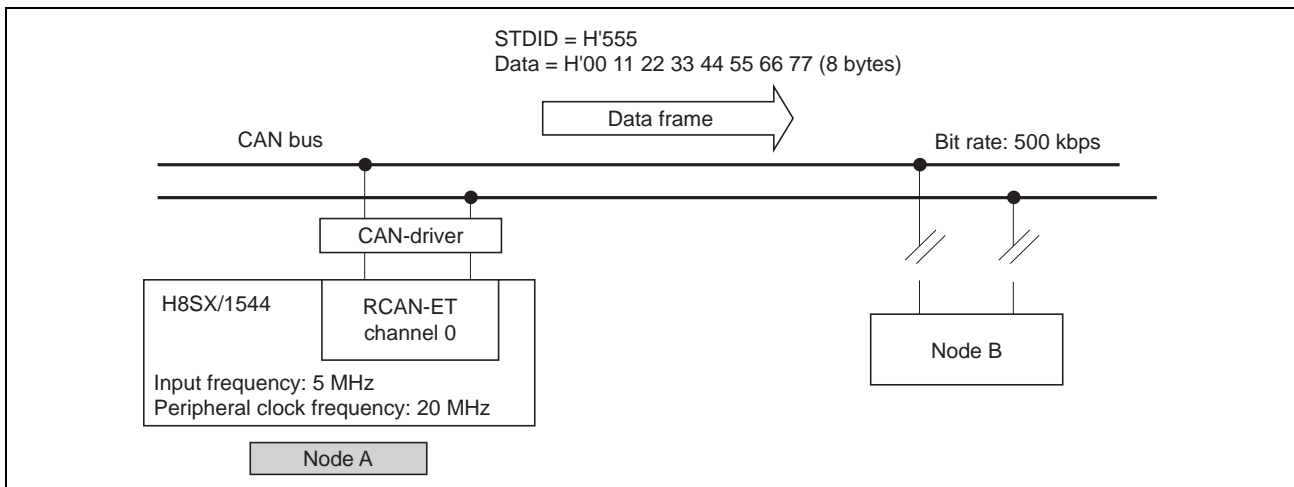 STDID = H'555
Data = H'00 11 22 33 44 55 66 77 (8 bytes)
Data frame
CAN bus
Bit rate: 500 kbps
CAN-driver
H8SX/1544
RCAN-ET
channel 0
Input frequency: 5 MHz
Peripheral clock frequency: 20 MHz
Node B
Node A